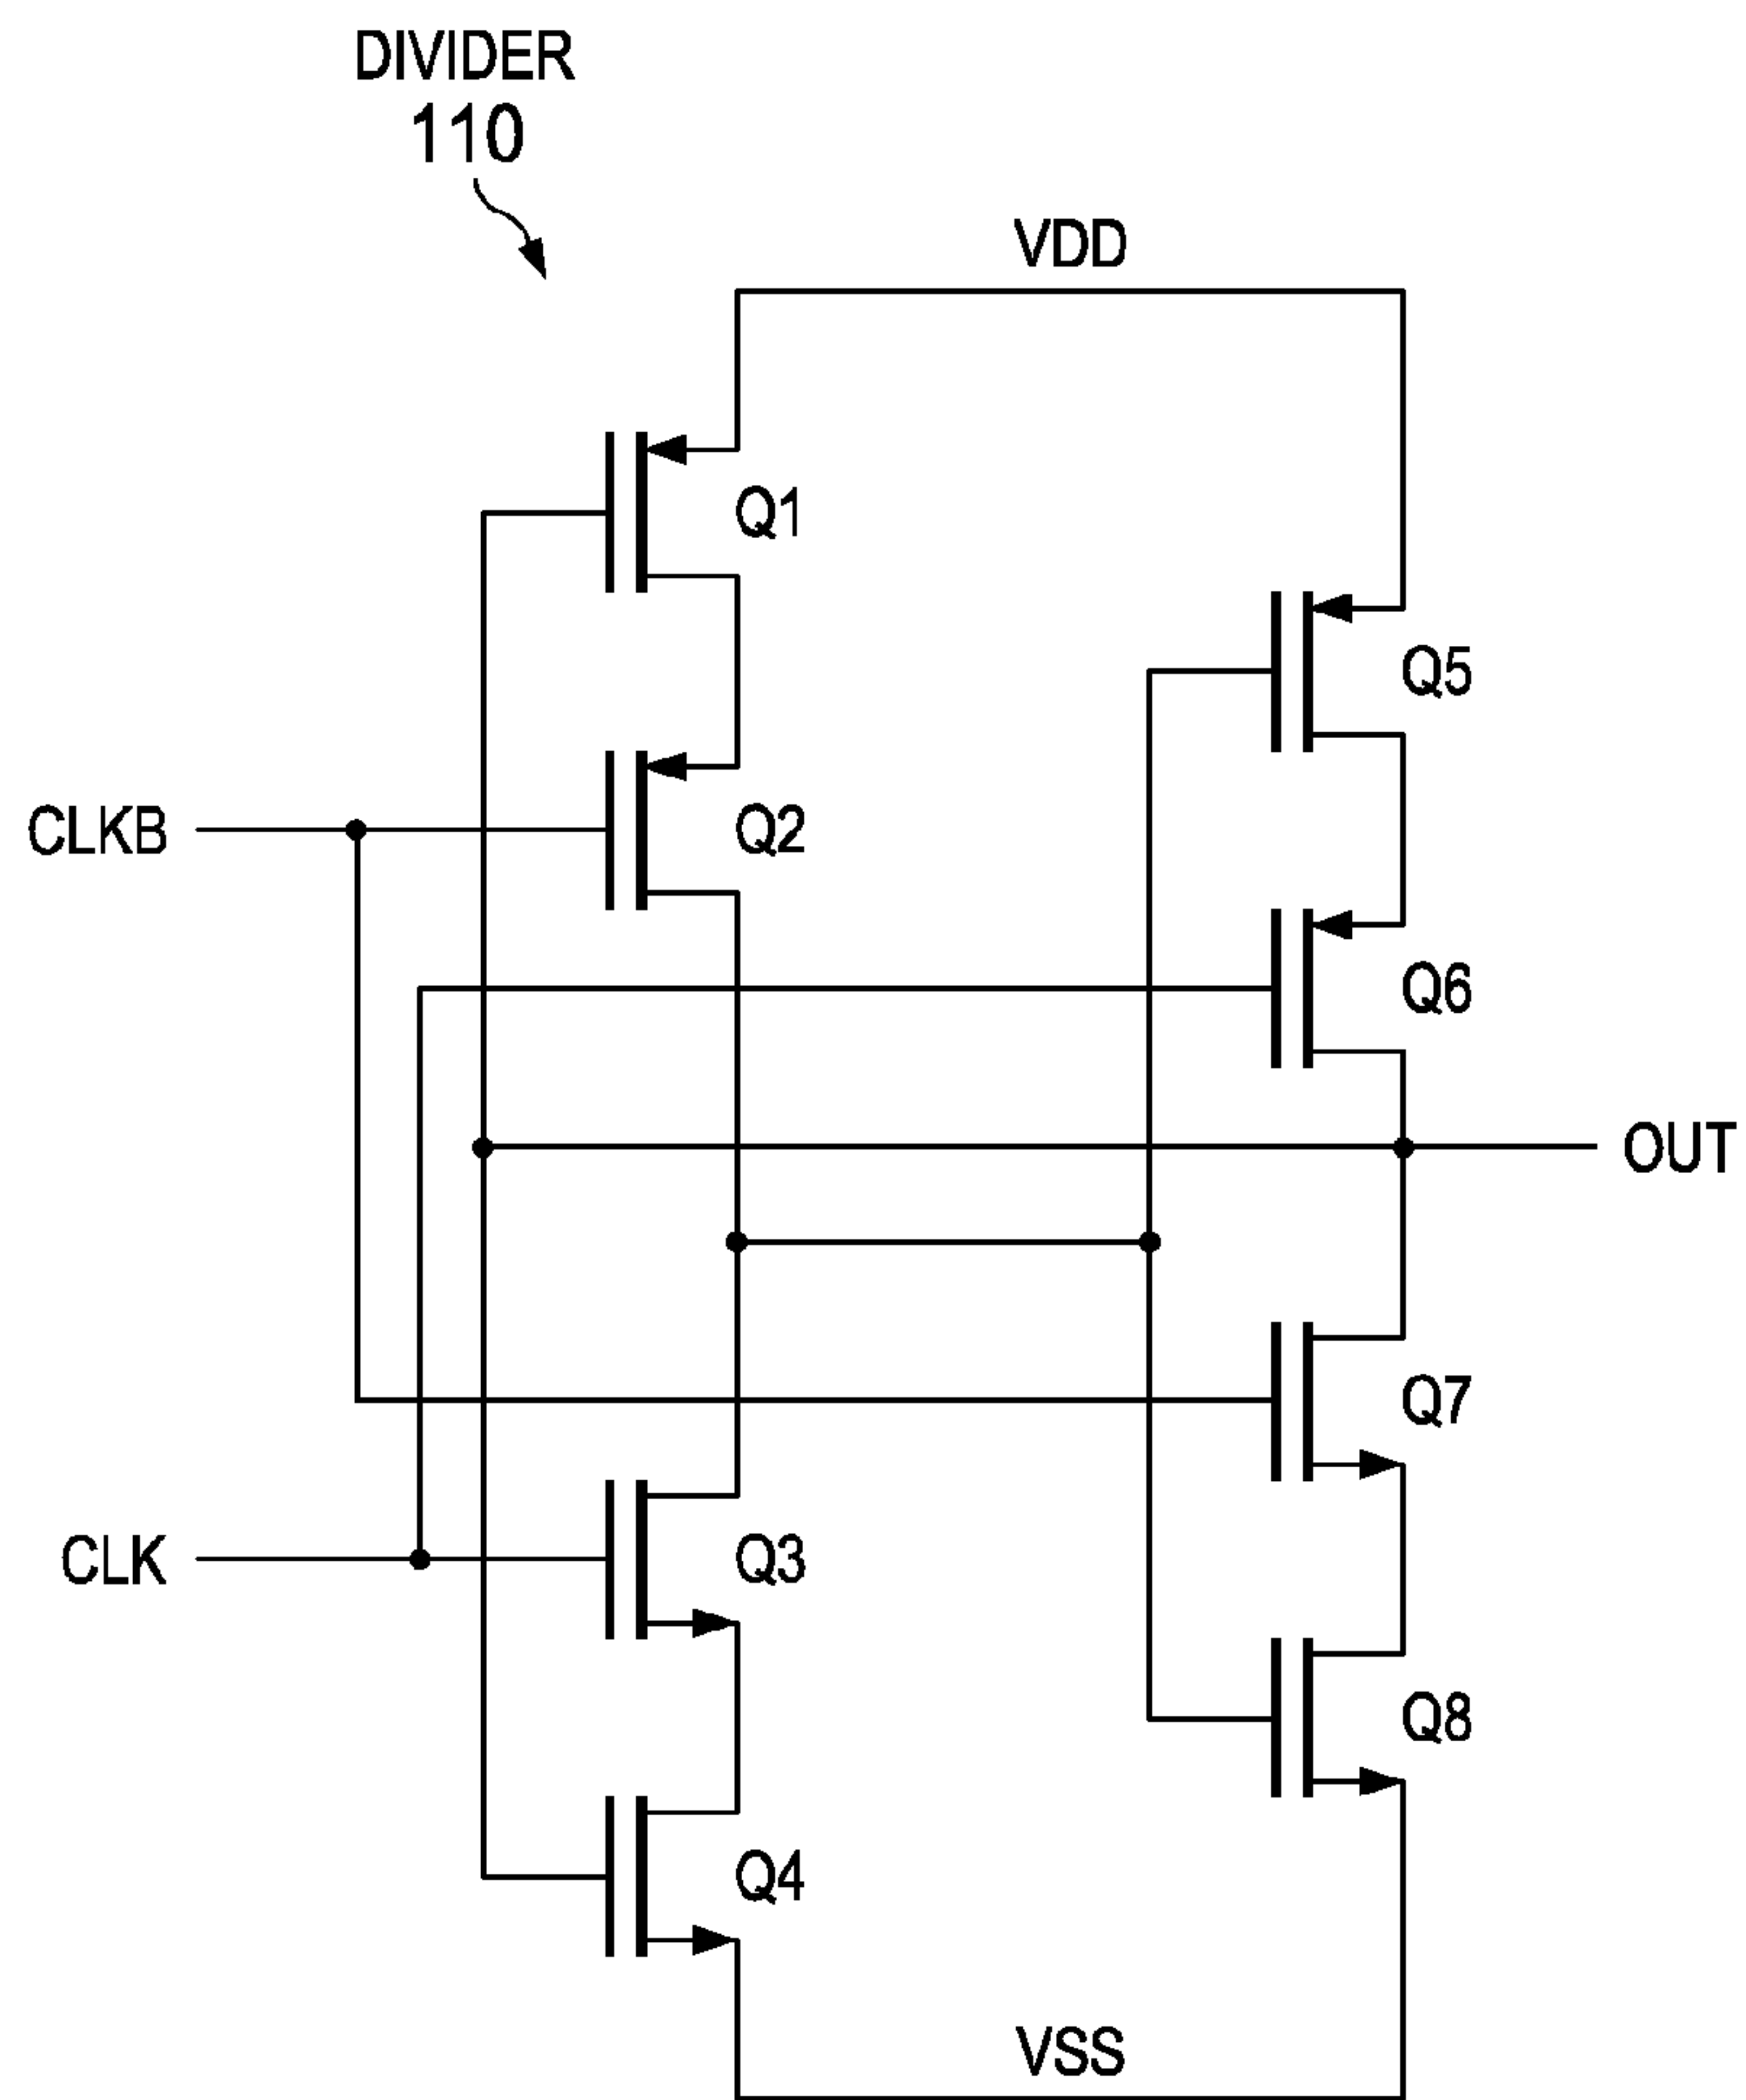 DIVIDER
110
VDD
Q1
Q5
CLKB
Q2
Q6
OUT
Q7
CLK
Q3
Q8
Q4
VSS